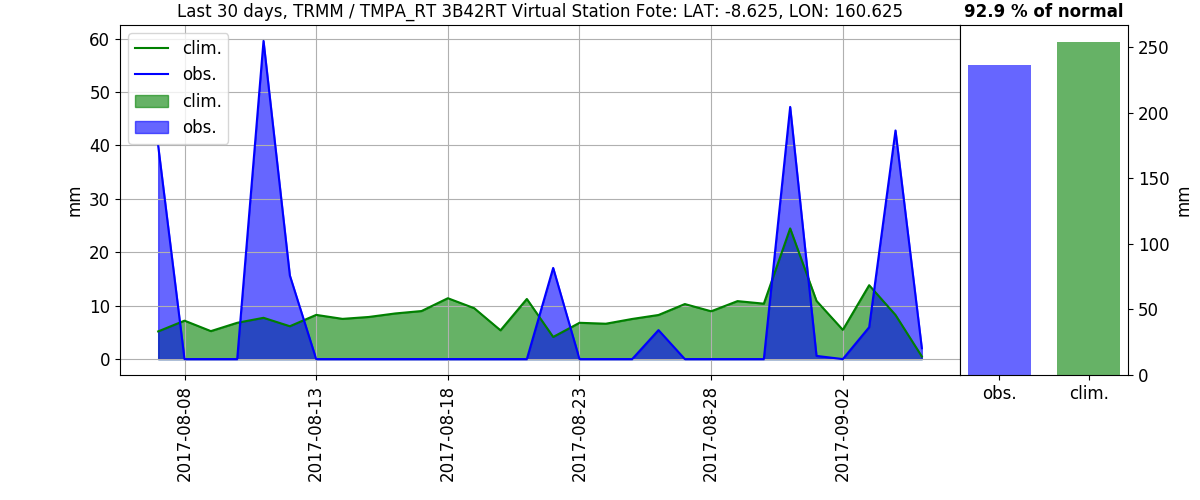 Last 30 days, TRMM / TMPA_RT 3B42RT Virtual Station Fote: LAT: -8.625, LON: 160.625
92.9 % of normal
clim.
obs.
clim.
obs.
60
50
40
30
20
10
0
mm
2017-08-08
2017-08-13
2017-08-18
2017-08-23
2017-08-28
2017-09-02
250
200
150
100
50
0
mm
obs.
clim.